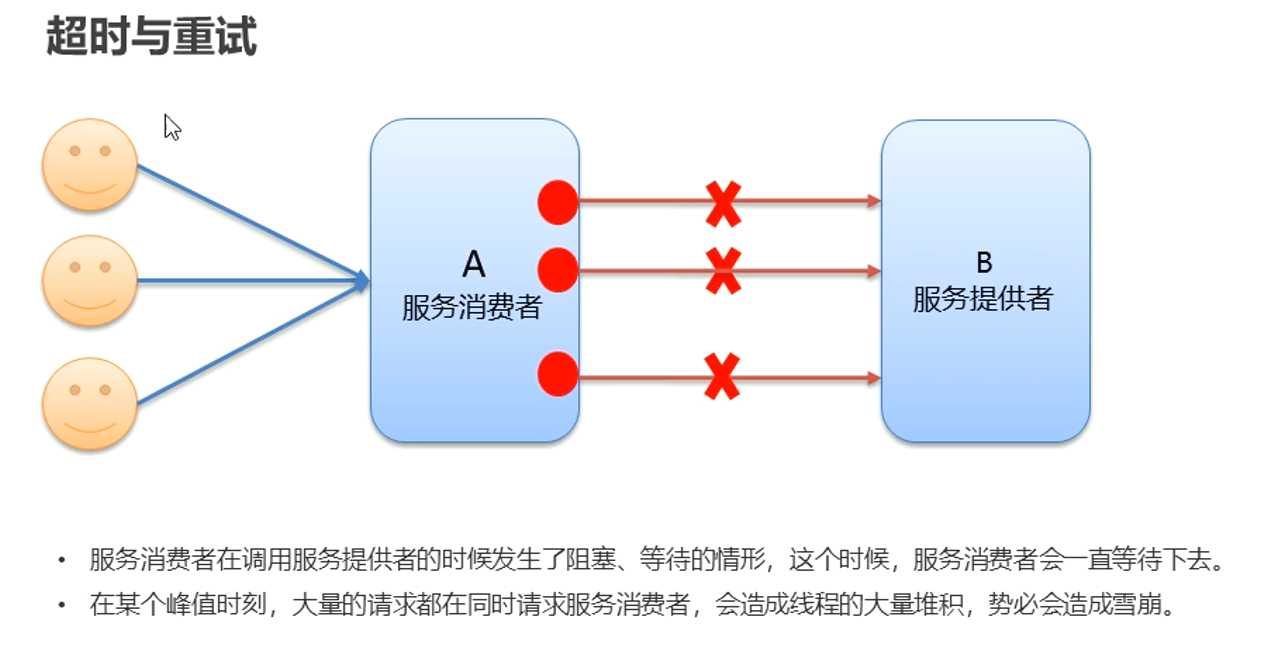 超时与重试
A
服务消费者
B
服务提供者
• 服务消费者在调用服务提供者的时候发生了阻塞、等待的情形，这个时候，服务消费者会一直等待下去。
• 在某个峰值时刻，大量的请求都在同时请求服务消费者，会造成线程的大量堆积，势必会造成雪崩。